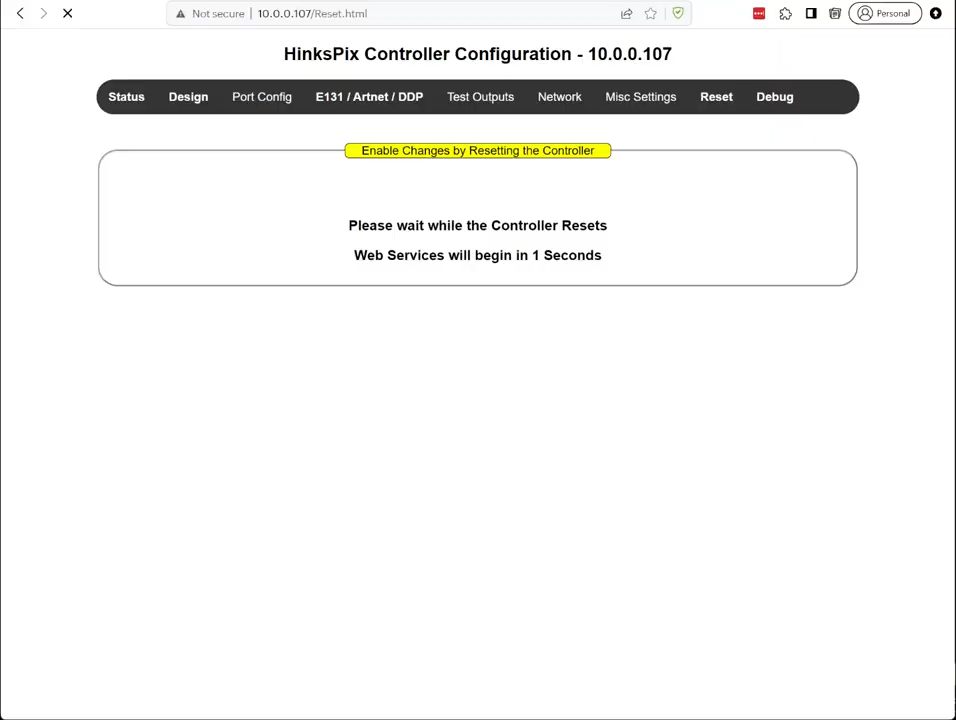 Not secure 10.0.0.107/Reset.html Personal
HinksPix Controller Configuration - 10.0.0.107
Status Design Port Config E131 / Artnet / DDP Test Outputs Network Misc Settings Reset Debug
Enable Changes by Resetting the Controller
Please wait while the Controller Resets
Web Services will begin in 1 Seconds